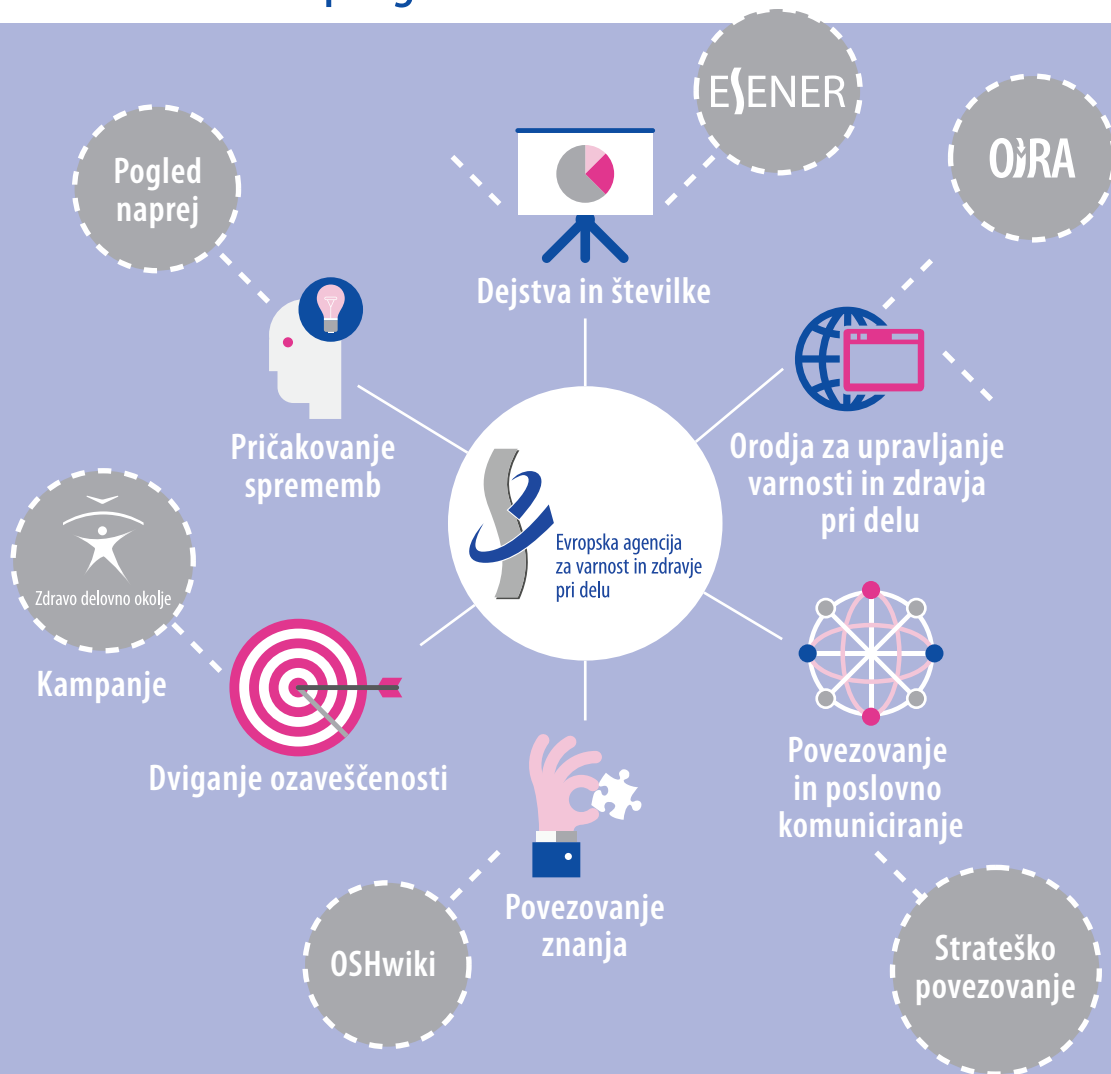 ESENER
OiRA
Pogled
naprej
Dejstva in številke
Pričakovanje
sprememb
Orodja za upravljanje
varnosti in zdravja
pri delu
Evropska agencija
za varnost in zdravje
pri delu
Zdravo delovno okolje
Kampanje
Dviganje ozaveščenosti
Povezovanje
in poslovno
komuniciranje
Povezovanje
znanja
OSHwiki
Strateško
povezovanje